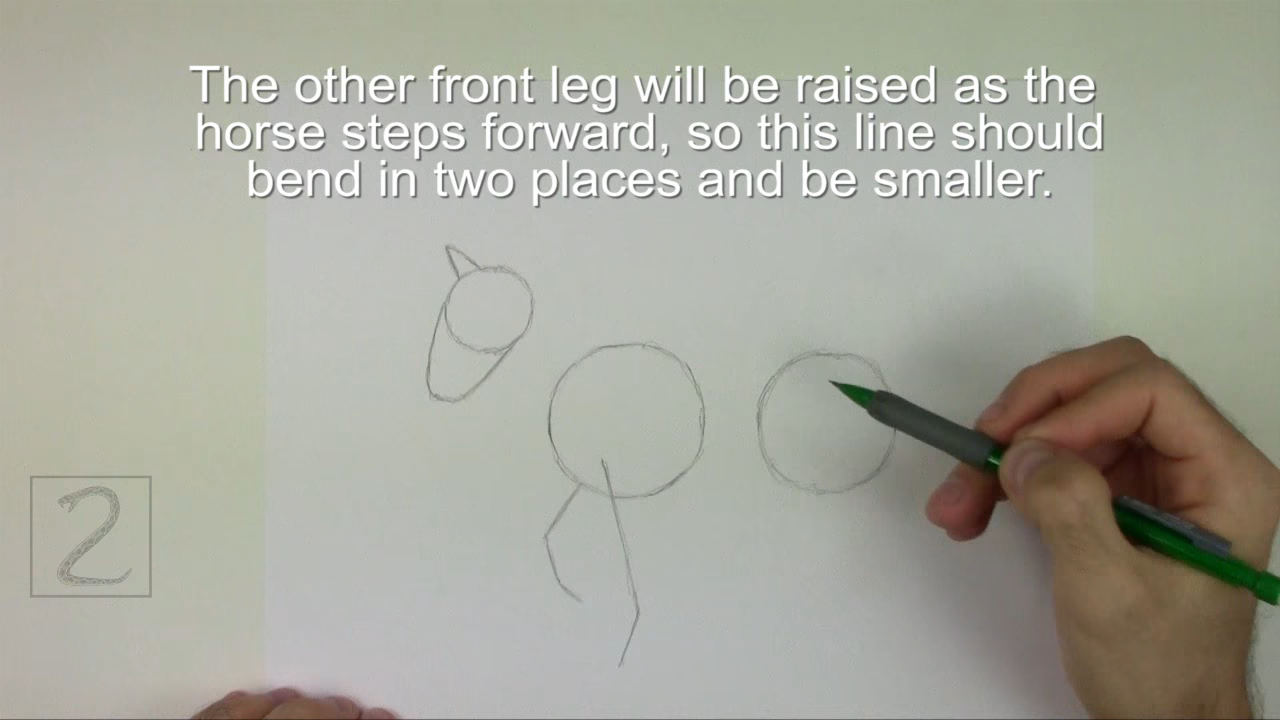 The other front leg will be raised as the
horse steps forward, so this line should
bend in two places and be smaller.
2